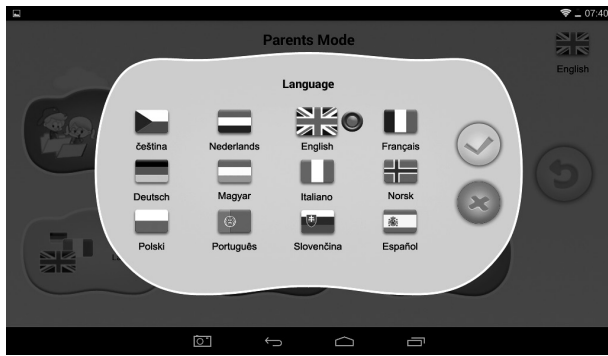 07:40
Parents Mode
English
Language
čeština Nederlands English Français
Deutsch Magyar Italiano Norsk
Polski Português Slovenčina Español